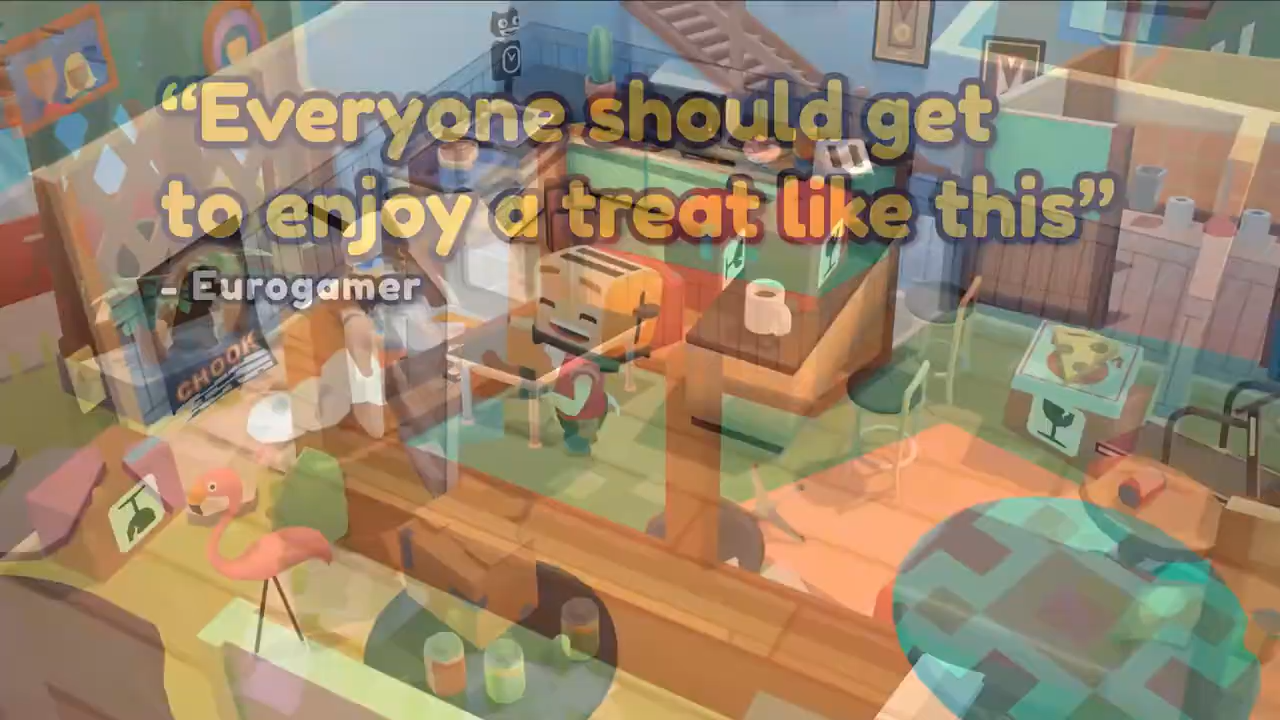 “Everyone should get
to enjoy a treat like this”
- Eurogamer
CHOOK